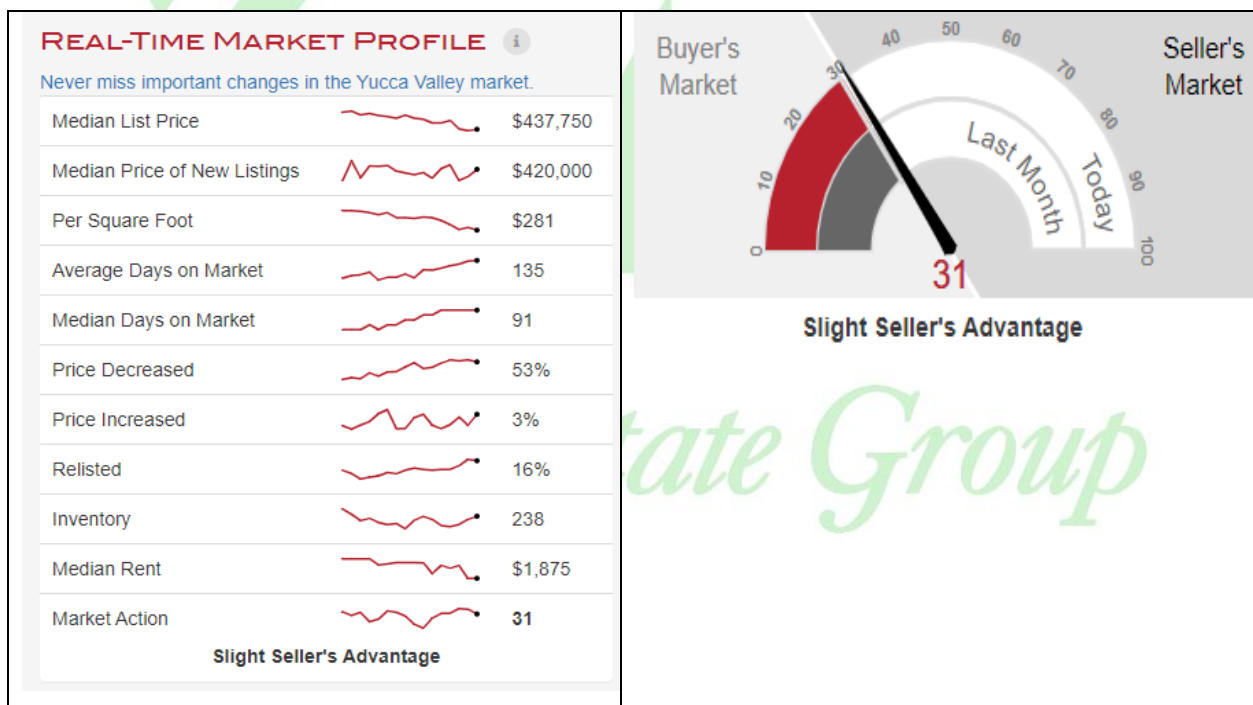 REAL-TIME MARKET PROFILE i
Never miss important changes in the Yucca Valley market.
Median List Price $437,750
Median Price of New Listings $420,000
Per Square Foot $281
Average Days on Market 135
Median Days on Market 91
Price Decreased 53%
Price Increased 3%
Relisted 16%
Inventory 238
Median Rent $1,875
Market Action 31
Slight Seller's Advantage
Buyer's
Market
Seller's
Market
0
10
20
30
40
50
60
70
80
90
100
Last Month
Today
31
Slight Seller's Advantage
tate Group